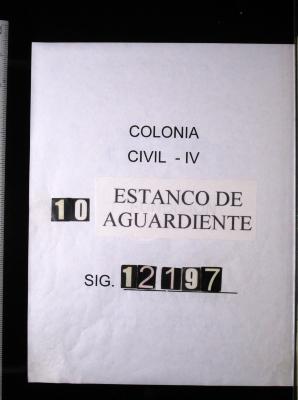 COLONIA
CIVIL - IV
10 ESTANCO DE
AGUARDIENTE
SIG. 12197